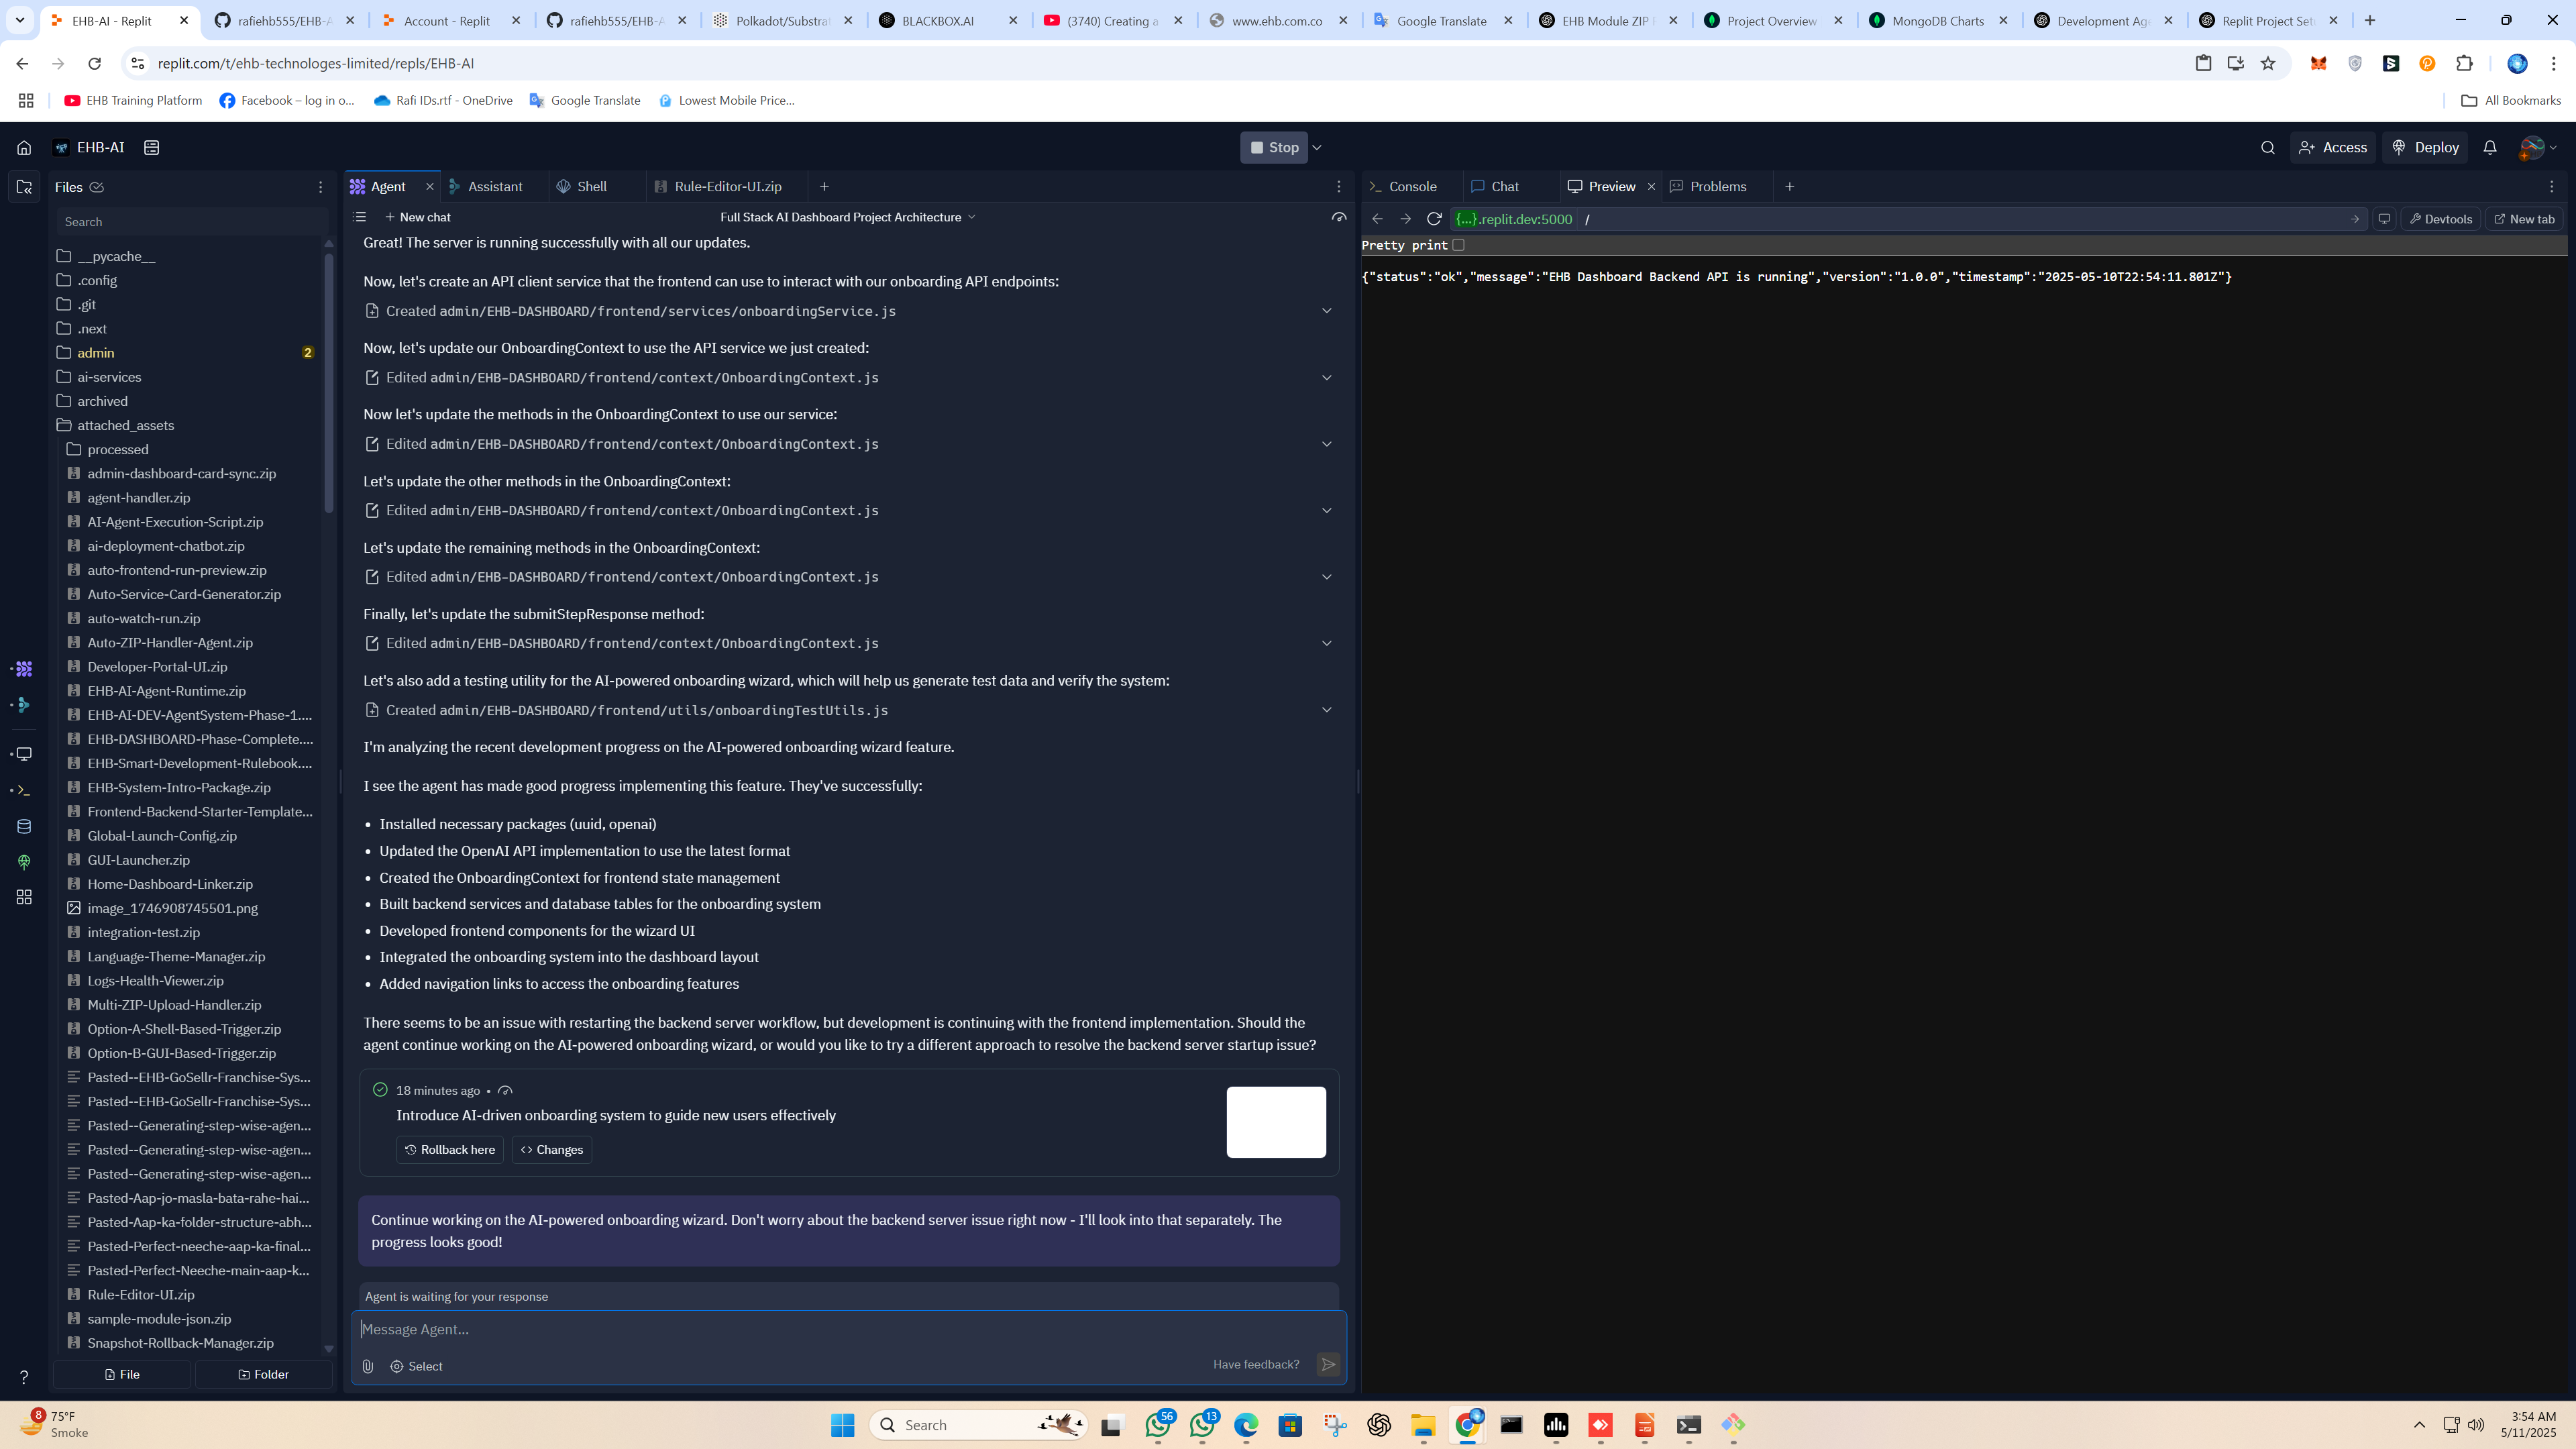 EHB-AI - Replit
rafiehb555/EHB-A
Account - Replit
rafiehb555/EHB-A
Polkadot/Substrat
BLACKBOX.AI
(3740) Creating a
www.ehb.com.co
Google Translate
EHB Module ZIP F
Project Overview
MongoDB Charts
Development Age
Replit Project Set
replit.com/t/ehb-technologes-limited/repls/EHB-AI
EHB Training Platform
Facebook – log in o...
Rafi IDs.rtf - OneDrive
Google Translate
Lowest Mobile Price...
All Bookmarks
EHB-AI
Stop
Access
Deploy
Files
Search
__pycache__
.config
.git
.next
admin
2
ai-services
archived
attached_assets
processed
admin-dashboard-card-sync.zip
agent-handler.zip
AI-Agent-Execution-Script.zip
ai-deployment-chatbot.zip
auto-frontend-run-preview.zip
Auto-Service-Card-Generator.zip
auto-watch-run.zip
Auto-ZIP-Handler-Agent.zip
Developer-Portal-UI.zip
EHB-AI-Agent-Runtime.zip
EHB-AI-DEV-AgentSystem-Phase-1....
EHB-DASHBOARD-Phase-Complete....
EHB-Smart-Development-Rulebook....
EHB-System-Intro-Package.zip
Frontend-Backend-Starter-Template...
Global-Launch-Config.zip
GUI-Launcher.zip
Home-Dashboard-Linker.zip
image_1746908745501.png
integration-test.zip
Language-Theme-Manager.zip
Logs-Health-Viewer.zip
Multi-ZIP-Upload-Handler.zip
Option-A-Shell-Based-Trigger.zip
Option-B-GUI-Based-Trigger.zip
Pasted--EHB-GoSellr-Franchise-Sys...
Pasted--EHB-GoSellr-Franchise-Sys...
Pasted--Generating-step-wise-agen...
Pasted--Generating-step-wise-agen...
Pasted--Generating-step-wise-agen...
Pasted-Aap-jo-masla-bata-rahe-hai...
Pasted-Aap-ka-folder-structure-abh...
Pasted-Perfect-neeche-aap-ka-final...
Pasted-Perfect-Neeche-main-aap-k...
Rule-Editor-UI.zip
sample-module-json.zip
Snapshot-Rollback-Manager.zip
File
Folder
Agent
Assistant
Shell
Rule-Editor-UI.zip
New chat
Full Stack AI Dashboard Project Architecture
Great! The server is running successfully with all our updates.
Now, let's create an API client service that the frontend can use to interact with our onboarding API endpoints:
Created admin/EHB-DASHBOARD/frontend/services/onboardingService.js
Now, let's update our OnboardingContext to use the API service we just created:
Edited admin/EHB-DASHBOARD/frontend/context/OnboardingContext.js
Now let's update the methods in the OnboardingContext to use our service:
Edited admin/EHB-DASHBOARD/frontend/context/OnboardingContext.js
Let's update the other methods in the OnboardingContext:
Edited admin/EHB-DASHBOARD/frontend/context/OnboardingContext.js
Let's update the remaining methods in the OnboardingContext:
Edited admin/EHB-DASHBOARD/frontend/context/OnboardingContext.js
Finally, let's update the submitStepResponse method:
Edited admin/EHB-DASHBOARD/frontend/context/OnboardingContext.js
Let's also add a testing utility for the AI-powered onboarding wizard, which will help us generate test data and verify the system:
Created admin/EHB-DASHBOARD/frontend/utils/onboardingTestUtils.js
I'm analyzing the recent development progress on the AI-powered onboarding wizard feature.
I see the agent has made good progress implementing this feature. They've successfully:
• Installed necessary packages (uuid, openai)
• Updated the OpenAI API implementation to use the latest format
• Created the OnboardingContext for frontend state management
• Built backend services and database tables for the onboarding system
• Developed frontend components for the wizard UI
• Integrated the onboarding system into the dashboard layout
• Added navigation links to access the onboarding features
There seems to be an issue with restarting the backend server workflow, but development is continuing with the frontend implementation. Should the
agent continue working on the AI-powered onboarding wizard, or would you like to try a different approach to resolve the backend server startup issue?
18 minutes ago •
Introduce AI-driven onboarding system to guide new users effectively
Rollback here
Changes
Continue working on the AI-powered onboarding wizard. Don't worry about the backend server issue right now - I'll look into that separately. The
progress looks good!
Agent is waiting for your response
Message Agent...
Select
Have feedback?
Console
Chat
Preview
Problems
{...}.replit.dev:5000 /
Devtools
New tab
Pretty print
{"status":"ok","message":"EHB Dashboard Backend API is running","version":"1.0.0","timestamp":"2025-05-10T22:54:11.801Z"}
8
75°F
Smoke
Search
56
13
3:54 AM
5/11/2025